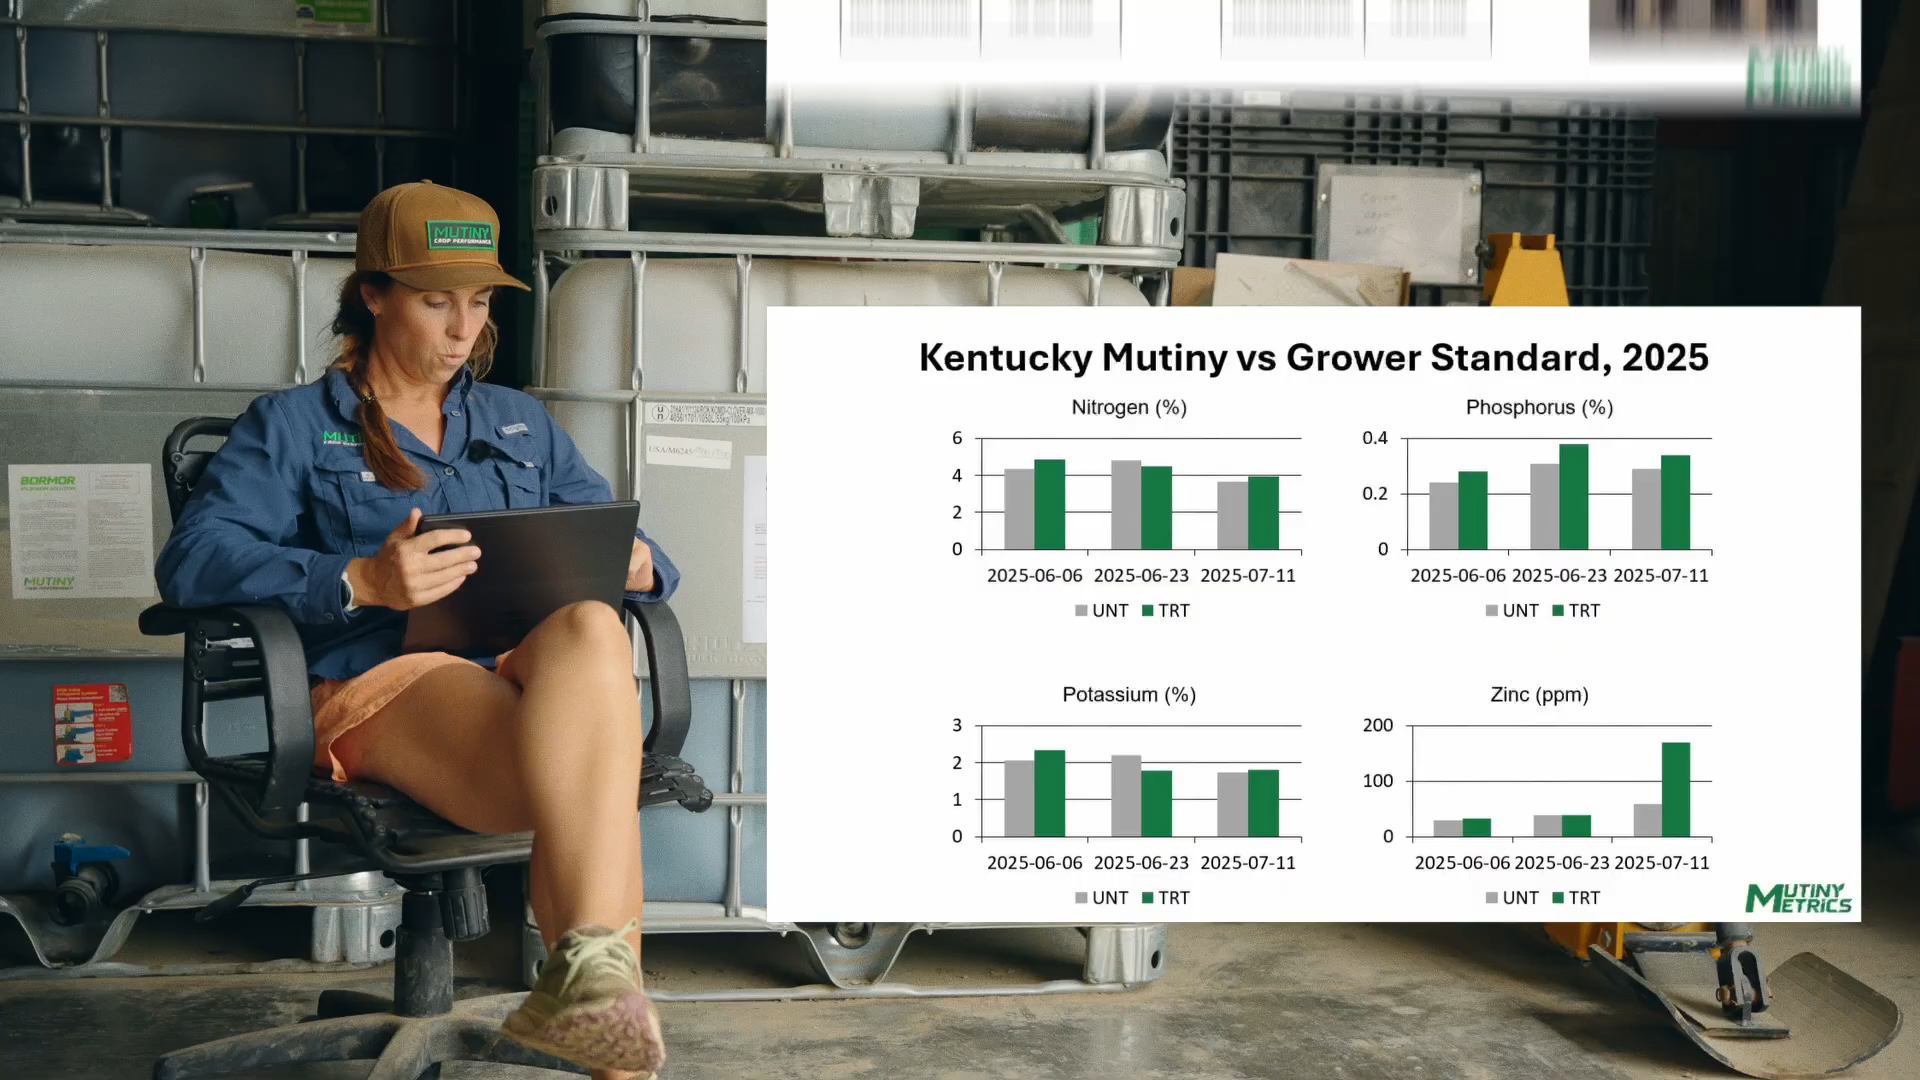 MUTINY
CROP PERFORMANCE
BORMOR
MUTINY
USA/M6245
Kentucky Mutiny vs Grower Standard, 2025
Nitrogen (%)
6
4
2
0
2025-06-06 2025-06-23 2025-07-11
UNT TRT
Phosphorus (%)
0.4
0.2
0
2025-06-06 2025-06-23 2025-07-11
UNT TRT
Potassium (%)
3
2
1
0
2025-06-06 2025-06-23 2025-07-11
UNT TRT
Zinc (ppm)
200
100
0
2025-06-06 2025-06-23 2025-07-11
UNT TRT
MUTINY
METRICS